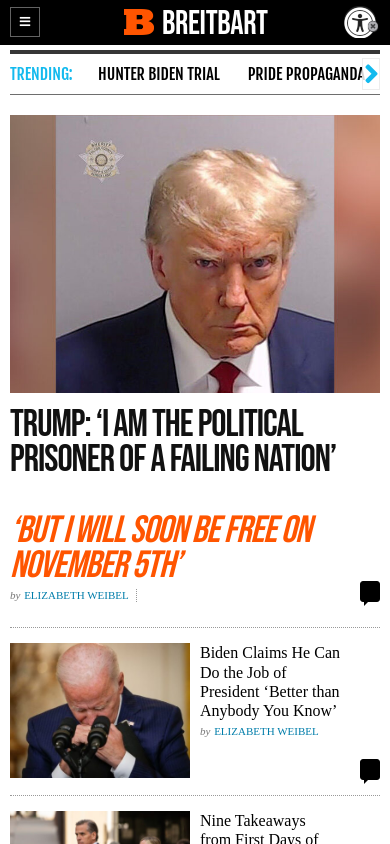 BREITBART
TRENDING:
HUNTER BIDEN TRIAL
PRIDE PROPAGANDA
TRUMP: ‘I AM THE POLITICAL
PRISONER OF A FAILING NATION’
‘BUT I WILL SOON BE FREE ON
NOVEMBER 5TH’
by ELIZABETH WEIBEL
Biden Claims He Can
Do the Job of
President ‘Better than
Anybody You Know’
by ELIZABETH WEIBEL
Nine Takeaways
from First Days of